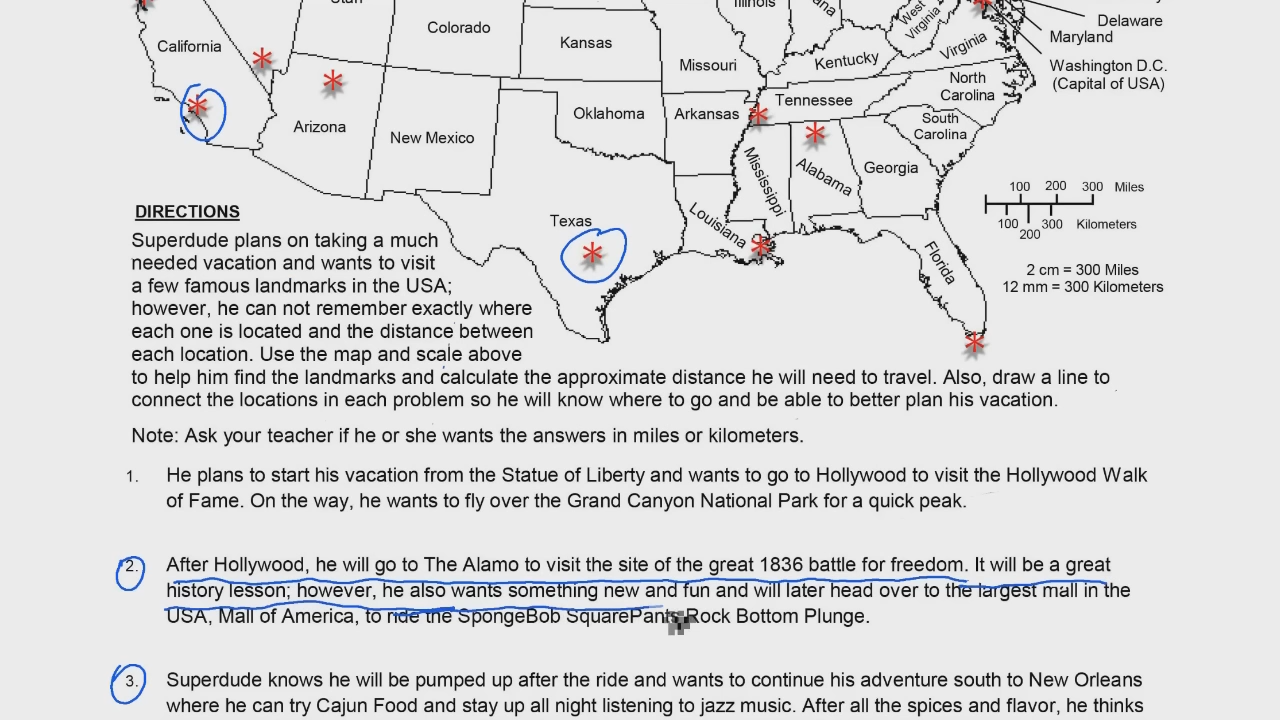 Illinois
West
Virginia
Delaware
Colorado
California
Kansas
Maryland
Virginia
Kentucky
Missouri
Washington D.C.
(Capital of USA)
North
Carolina
Tennessee
Oklahoma
Arkansas
Arizona
South
Carolina
New Mexico
Mississippi
Alabama
Georgia
100 200 300 Miles
DIRECTIONS
Texas
Louisiana
100 300 Kilometers
200
Florida
Superdude plans on taking a much
needed vacation and wants to visit
a few famous landmarks in the USA;
however, he can not remember exactly where
each one is located and the distance between
each location. Use the map and scale above
to help him find the landmarks and calculate the approximate distance he will need to travel. Also, draw a line to
connect the locations in each problem so he will know where to go and be able to better plan his vacation.
2 cm = 300 Miles
12 mm = 300 Kilometers
Note: Ask your teacher if he or she wants the answers in miles or kilometers.
1. He plans to start his vacation from the Statue of Liberty and wants to go to Hollywood to visit the Hollywood Walk
of Fame. On the way, he wants to fly over the Grand Canyon National Park for a quick peak.
2. After Hollywood, he will go to The Alamo to visit the site of the great 1836 battle for freedom. It will be a great
history lesson; however, he also wants something new and fun and will later head over to the largest mall in the
USA, Mall of America, to ride the SpongeBob SquarePants Rock Bottom Plunge.
3. Superdude knows he will be pumped up after the ride and wants to continue his adventure south to New Orleans
where he can try Cajun Food and stay up all night listening to jazz music. After all the spices and flavor, he thinks